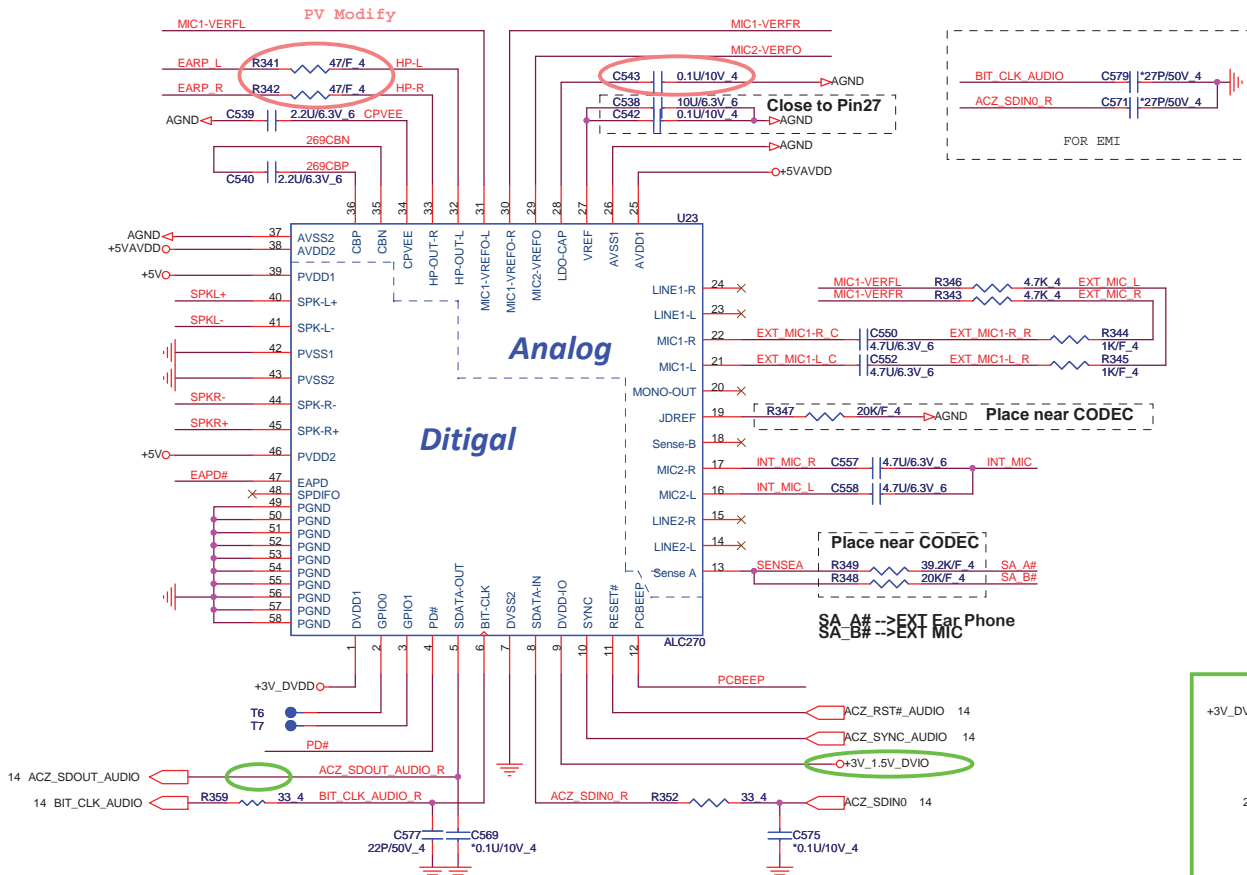 PV Modify
MIC1-VERFL
MIC1-VERFR
MIC2-VERFO
EARP_L R341 47/F_4 HP-L
EARP_R R342 47/F_4 HP-R
AGND C539 2.2U/6.3V_6 CPVEE
269CBN
269CBP
C540 2.2U/6.3V_6
C543 0.1U/10V_4 AGND
C538 10U/6.3V_6 Close to Pin27
C542 0.1U/10V_4 AGND
AGND
+5VAVDD
BIT_CLK_AUDIO C579 *27P/50V_4
ACZ_SDIN0_R C571 *27P/50V_4
FOR EMI
36 35 34 33 32 31 30 29 28 27 26 25
U23
CBP CBN CPVEE HP-OUT-R HP-OUT-L MIC1-VREFO-L MIC1-VREFO-R MIC2-VREFO LDO-CAP VREF AVSS1 AVDD1
AGND 37 AVSS2
+5VAVDD 38 AVDD2
+5V 39 PVDD1
SPKL+ 40 SPK-L+
SPKL- 41 SPK-L-
42 PVSS1
43 PVSS2
SPKR- 44 SPK-R-
SPKR+ 45 SPK-R+
+5V 46 PVDD2
EAPD# 47 EAPD
48 SPDIFO
49 PGND
50 PGND
51 PGND
52 PGND
53 PGND
54 PGND
55 PGND
56 PGND
57 PGND
58 PGND
Analog
Ditigal
LINE1-R 24
LINE1-L 23
MIC1-R 22
MIC1-L 21
MONO-OUT 20
JDREF 19
Sense-B 18
MIC2-R 17
MIC2-L 16
LINE2-R 15
LINE2-L 14
Sense A 13
MIC1-VERFL R346 4.7K_4 EXT_MIC_L
MIC1-VERFR R343 4.7K_4 EXT_MIC_R
EXT_MIC1-R_C C550 4.7U/6.3V_6 EXT_MIC1-R_R R344 1K/F_4
EXT_MIC1-L_C C552 4.7U/6.3V_6 EXT_MIC1-L_R R345 1K/F_4
R347 20K/F_4 AGND Place near CODEC
INT_MIC_R C557 4.7U/6.3V_6 INT_MIC
INT_MIC_L C558 4.7U/6.3V_6
Place near CODEC
SENSEA R349 39.2K/F_4 SA_A#
R348 20K/F_4 SA_B#
SA_A# -->EXT Ear Phone
SA_B# -->EXT MIC
ALC270
DVDD1 GPIO0 GPIO1 PD# SDATA-OUT BIT-CLK DVSS2 SDATA-IN DVDD-IO SYNC RESET# PCBEEP
1 2 3 4 5 6 7 8 9 10 11 12
+3V_DVDD
T6
T7
PD#
PCBEEP
ACZ_RST#_AUDIO 14
ACZ_SYNC_AUDIO 14
+3V_1.5V_DVIO
14 ACZ_SDOUT_AUDIO ACZ_SDOUT_AUDIO_R
14 BIT_CLK_AUDIO R359 33_4 BIT_CLK_AUDIO_R
ACZ_SDIN0_R R352 33_4 ACZ_SDIN0 14
C577 22P/50V_4
C569 *0.1U/10V_4
C575 *0.1U/10V_4
+3V_DV
2